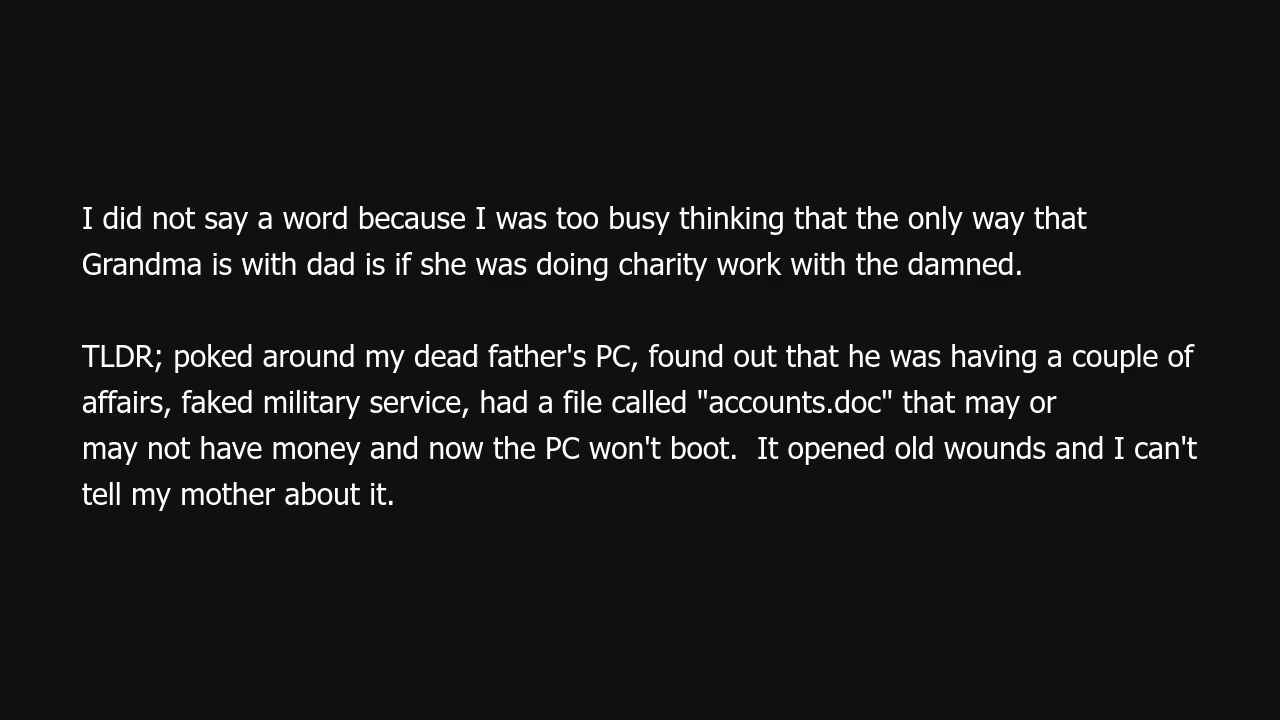 I did not say a word because I was too busy thinking that the only way that
Grandma is with dad is if she was doing charity work with the damned.
TLDR; poked around my dead father's PC, found out that he was having a couple of
affairs, faked military service, had a file called "accounts.doc" that may or
may not have money and now the PC won't boot.  It opened old wounds and I can't
tell my mother about it.